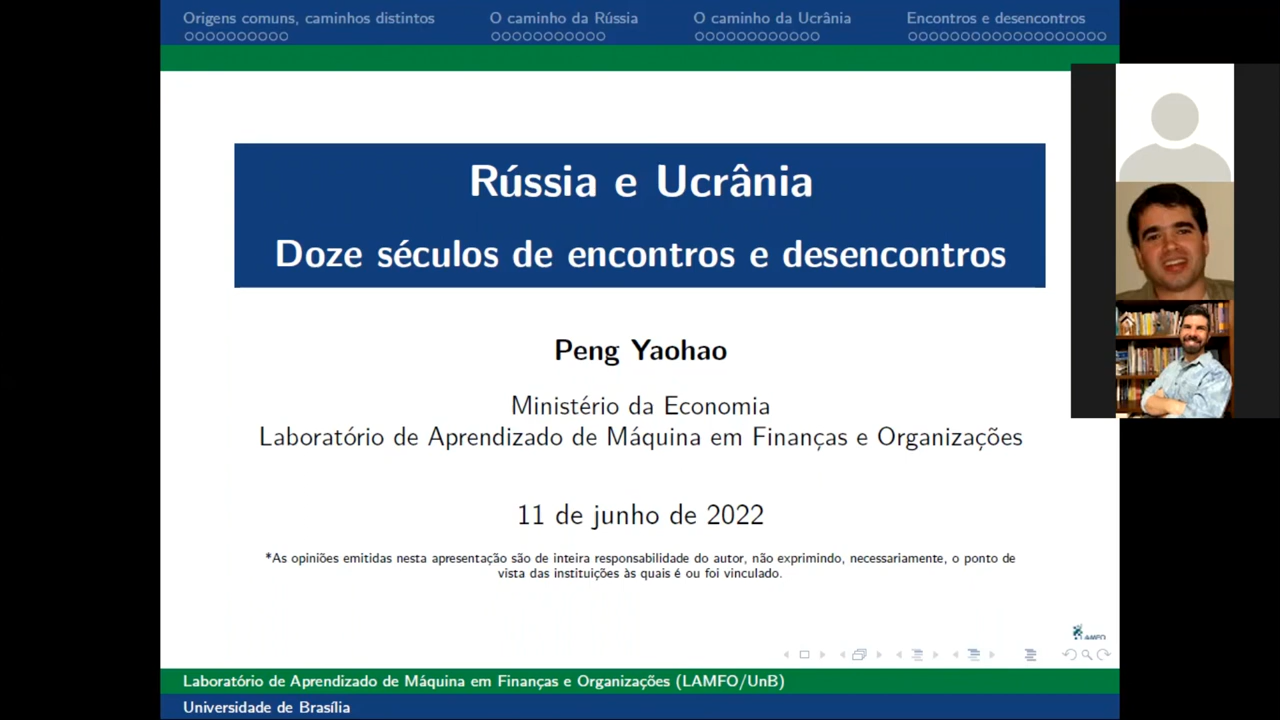 Origens comuns, caminhos distintos
O caminho da Rússia
O caminho da Ucrânia
Encontros e desencontros
Rússia e Ucrânia
Doze séculos de encontros e desencontros
Peng Yaohao
Ministério da Economia
Laboratório de Aprendizado de Máquina em Finanças e Organizações
11 de junho de 2022
*As opiniões emitidas nesta apresentação são de inteira responsabilidade do autor, não exprimindo, necessariamente, o ponto de
vista das instituições às quais é ou foi vinculado.
LAMFO
Laboratório de Aprendizado de Máquina em Finanças e Organizações (LAMFO/UnB)
Universidade de Brasília